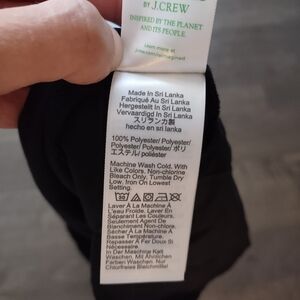 BY J.CREW
INSPIRED BY THE PLANET
AND ITS PEOPLE
learn more at
Made In Sri Lanka
Fabriqué Au Sri Lanka
Hergestellt In Sri Lanka
Vervaardigd In Sri Lanka
スリランカ製
hecho en sri lanka
100% Polyester/ Polyester/
Polyester/ Polyester/ ポリ
エステル/ poliéster
Machine Wash Cold. With
Like Colors. Non-chlorine
Bleach Only. Tumble Dry
Low. Iron On Lowest
Setting.
Laver À La Machine À
L'eau Froide. Laver En
Séparant Les Couleurs.
Seulement Agent De
Blanchiment Non-chloré.
Sécher À La Machine À
Basse Température.
Repasser À Fer Doux Si
Nécessaire.
In Der Maschine Kalt
Waschen. Mit Ähnlichen
Farben Waschen. Nur
Chlorfreies Bleichmittel.